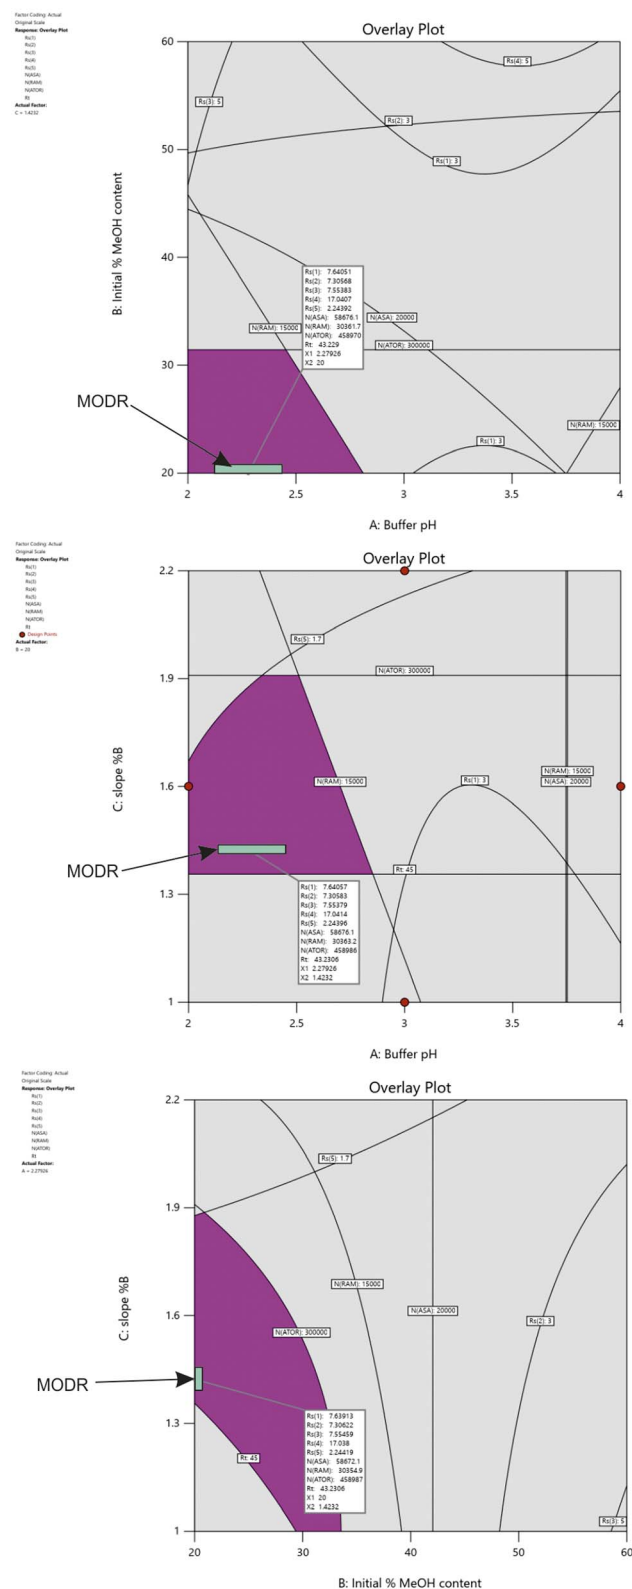 Factor Coding: Actual
Original Scale
Response: Overlay Plot
Rs(1)
Rs(2)
Rs(3)
Rs(4)
Rs(5)
N(ASA)
N(RAM)
N(ATOR)
Rt
Actual Factor:
C = 1.4232
Overlay Plot
60
50
40
30
20
B: Initial % MeOH content
Rs(4): 5
Rs(3): 5
Rs(2): 3
Rs(1): 3
Rs(1): 7.64051
Rs(2): 7.30568
Rs(3): 7.55383
Rs(4): 17.0407
Rs(5): 2.24392
N(ASA): 58676.1
N(RAM): 30361.7
N(ATOR): 458970
Rt: 43.229
X1 2.27926
X2 20
N(RAM): 15000
N(ASA): 20000
N(ATOR): 300000
MODR
N(RAM): 15000
Rs(1): 3
2 2.5 3 3.5 4
A: Buffer pH
Factor Coding: Actual
Original Scale
Response: Overlay Plot
Rs(1)
Rs(2)
Rs(3)
Rs(4)
Rs(5)
N(ASA)
N(RAM)
N(ATOR)
Rt
Design Points
Actual Factor:
B = 20
Overlay Plot
2.2
1.9
1.6
1.3
1
C: slope %B
Rs(5): 1.7
N(ATOR): 300000
N(RAM): 15000
Rs(1): 3
N(RAM): 15000
N(ASA): 20000
MODR
Rt: 45
Rs(1): 7.64057
Rs(2): 7.30583
Rs(3): 7.55379
Rs(4): 17.0414
Rs(5): 2.24396
N(ASA): 58676.1
N(RAM): 30363.2
N(ATOR): 458986
Rt: 43.2306
X1 2.27926
X2 1.4232
2 2.5 3 3.5 4
A: Buffer pH
Factor Coding: Actual
Original Scale
Response: Overlay Plot
Rs(1)
Rs(2)
Rs(3)
Rs(4)
Rs(5)
N(ASA)
N(RAM)
N(ATOR)
Rt
Actual Factor:
A = 2.27926
Overlay Plot
2.2
1.9
1.6
1.3
1
C: slope %B
Rs(5): 1.7
N(RAM): 15000
N(ASA): 20000
Rs(2): 3
N(ATOR): 300000
MODR
Rt: 45
Rs(1): 7.63913
Rs(2): 7.30622
Rs(3): 7.55459
Rs(4): 17.038
Rs(5): 2.24419
N(ASA): 58672.1
N(RAM): 30354.9
N(ATOR): 458987
Rt: 43.2306
X1 20
X2 1.4232
Rs(3): 5
20 30 40 50 60
B: Initial % MeOH content